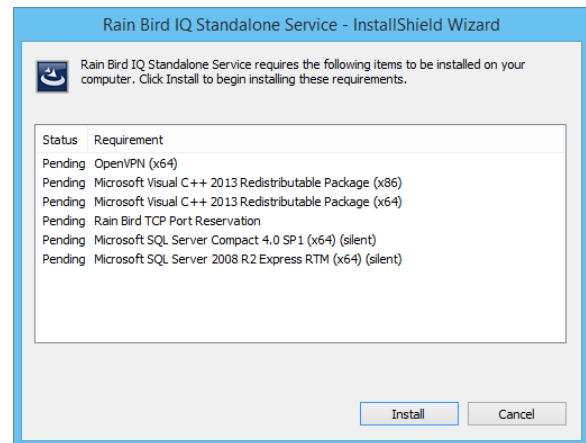 Rain Bird IQ Standalone Service - InstallShield Wizard
Rain Bird IQ Standalone Service requires the following items to be installed on your
computer. Click Install to begin installing these requirements.
Status Requirement
Pending OpenVPN (x64)
Pending Microsoft Visual C++ 2013 Redistributable Package (x86)
Pending Microsoft Visual C++ 2013 Redistributable Package (x64)
Pending Rain Bird TCP Port Reservation
Pending Microsoft SQL Server Compact 4.0 SP1 (x64) (silent)
Pending Microsoft SQL Server 2008 R2 Express RTM (x64) (silent)
Install Cancel